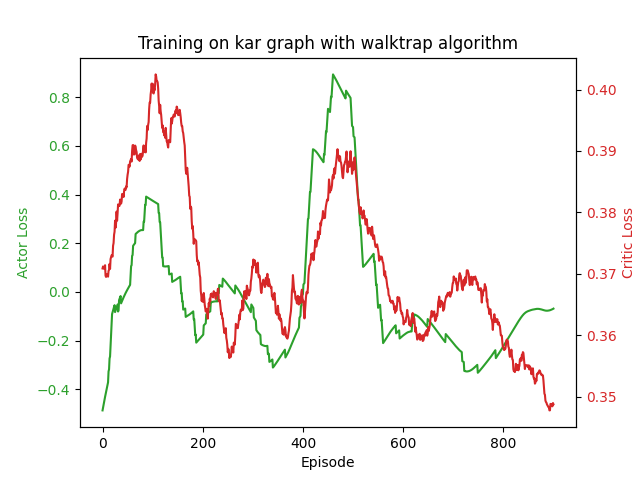 Training on kar graph with walktrap algorithm
Actor Loss
0.8
0.6
0.4
0.2
0.0
−0.2
−0.4
0.40
0.39
0.38
0.37
0.36
0.35
Critic Loss
0 200 400 600 800
Episode